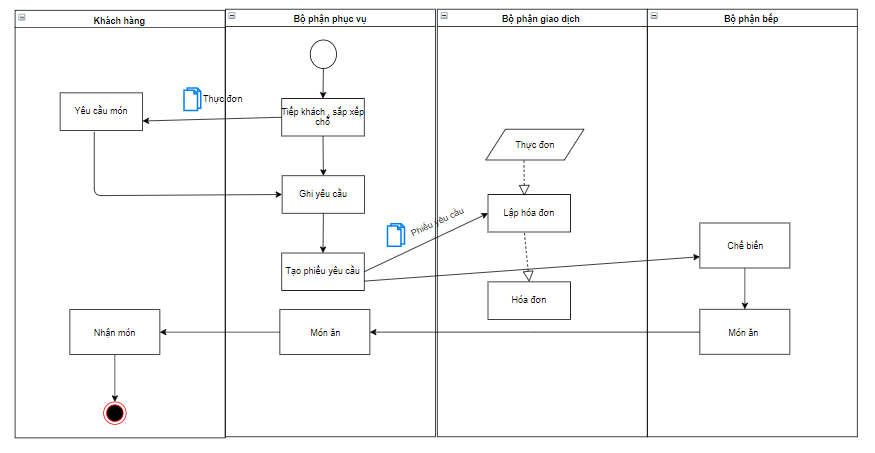 Khách hàng
Bộ phận phục vụ
Bộ phận giao dịch
Bộ phận bếp
Thực đơn
Yêu cầu món
Tiếp khách , sắp xếp
chỗ
Thực đơn
Ghi yêu cầu
Lập hóa đơn
Phiếu yêu cầu
Chế biến
Tạo phiếu yêu cầu
Hóa đơn
Nhận món
Món ăn
Món ăn